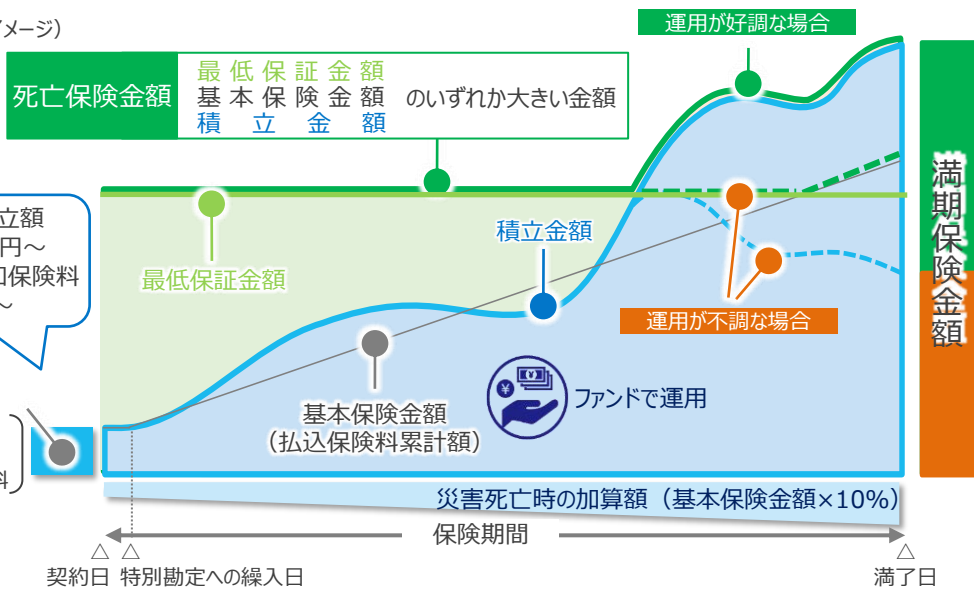 イメージ）
運用が好調な場合
死亡保険金額
最低保証金額
基本保険金額
積立金額
のいずれか大きい金額
立額
円～
保険料
～
最低保証金額
積立金額
運用が不調な場合
満期保険金額
基本保険金額
（払込保険料累計額）
¥
¥
ファンドで運用
災害死亡時の加算額（基本保険金額×10%）
保険期間
△ △
△
契約日 特別勘定への繰入日
満了日